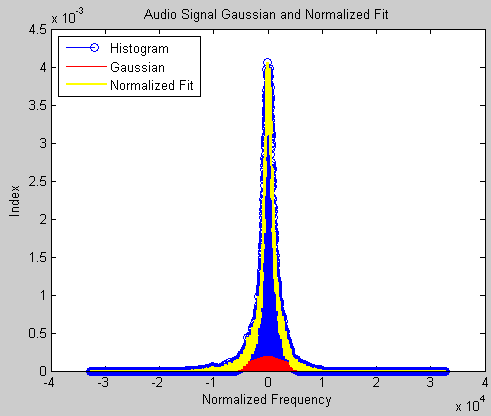 Audio Signal Gaussian and Normalized Fit
x 10^-3
Histogram
Gaussian
Normalized Fit
4.5
4
3.5
3
2.5
2
1.5
1
0.5
0
Index
-4 -3 -2 -1 0 1 2 3 4
Normalized Frequency
x 10^4